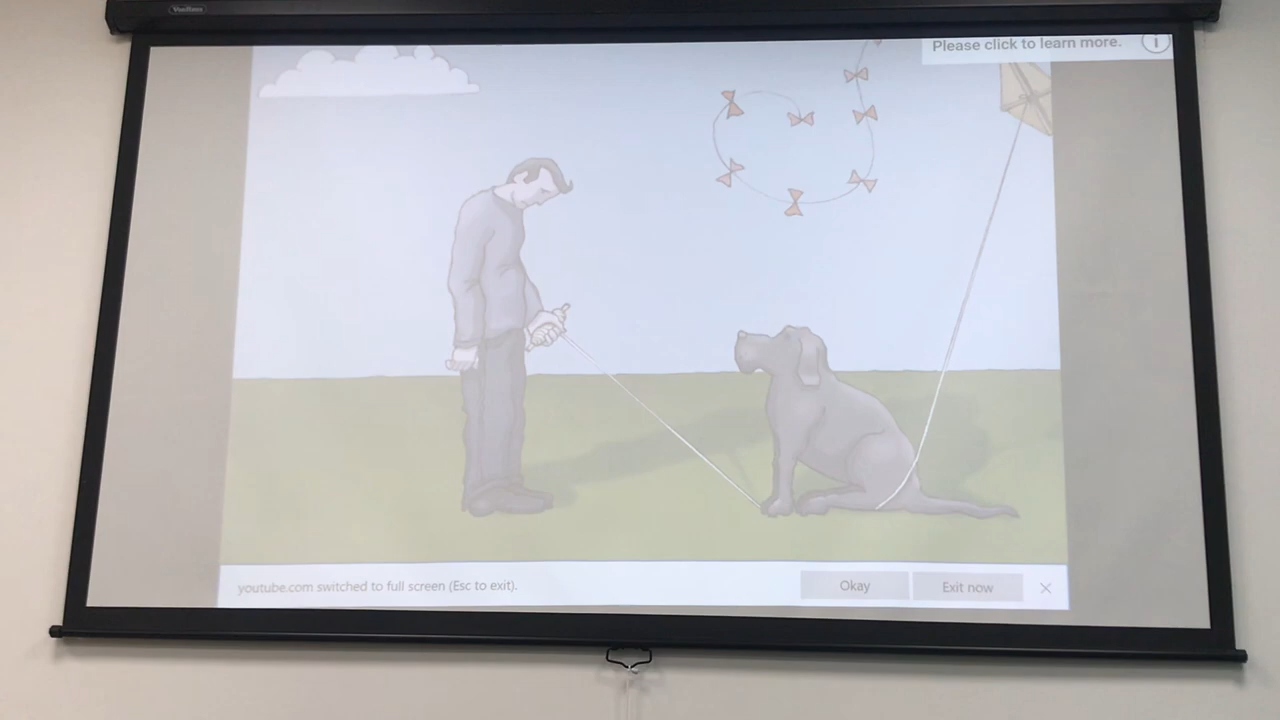 Please click to learn more.
youtube.com switched to full screen (Esc to exit).
Okay
Exit now